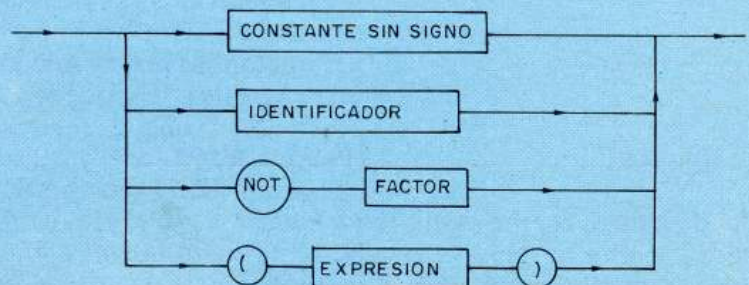 CONSTANTE SIN SIGNO
IDENTIFICADOR
NOT FACTOR
( EXPRESION )